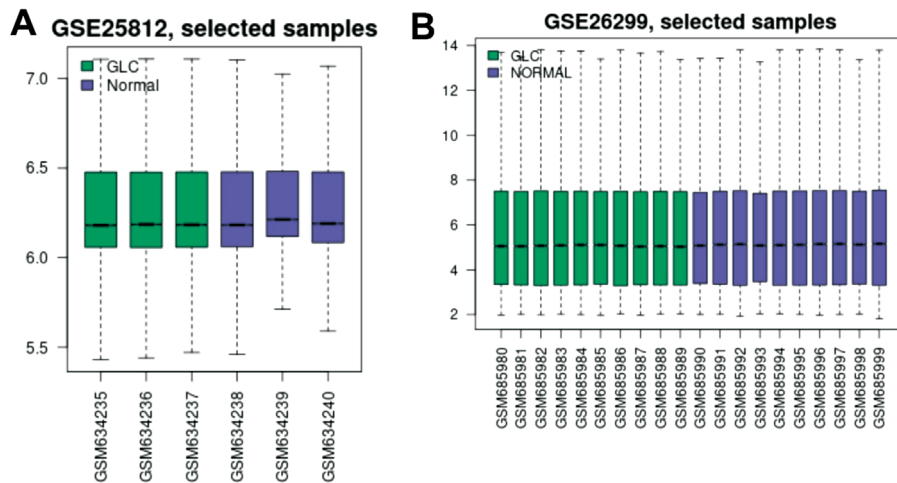 A
GSE25812, selected samples
GLC
Normal
7.0
6.5
6.0
5.5
GSM634235
GSM634236
GSM634237
GSM634238
GSM634239
GSM634240
B
GSE26299, selected samples
GLC
NORMAL
14
12
10
8
6
4
2
GSM685980
GSM685981
GSM685982
GSM685983
GSM685984
GSM685985
GSM685986
GSM685987
GSM685988
GSM685989
GSM685990
GSM685991
GSM685992
GSM685993
GSM685994
GSM685995
GSM685996
GSM685997
GSM685998
GSM685999